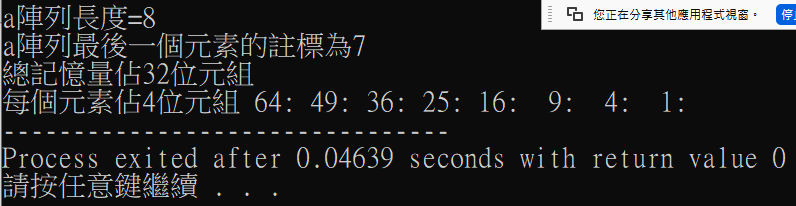 a陣列長度=8
a陣列最後一個元素的註標為7
總記憶量佔32位元組
每個元素佔4位元組 64: 49: 36: 25: 16:  9:  4:  1:
--------------------------------
Process exited after 0.04639 seconds with return value 0
請按任意鍵繼續 . . .
您正在分享其他應用程式視窗。